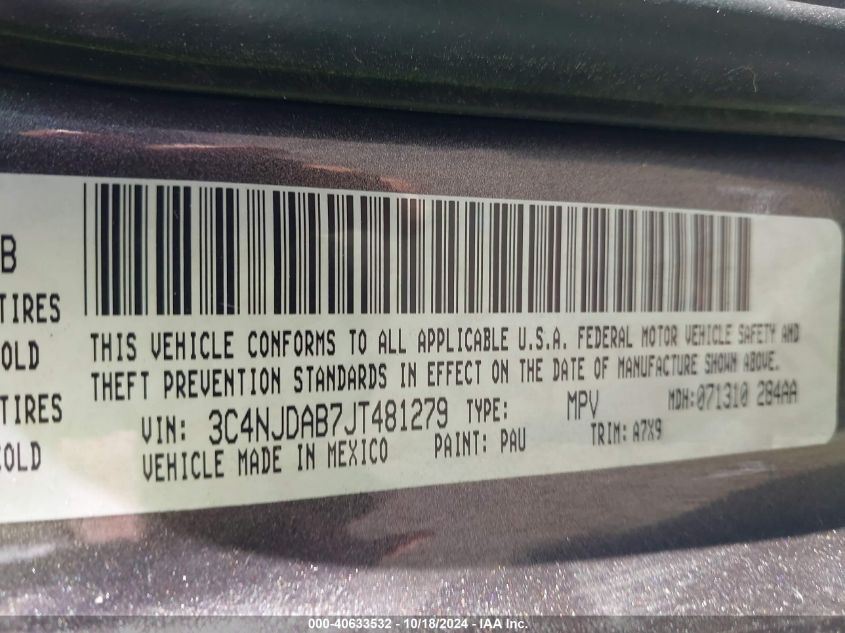 B
TIRES
COLD
TIRES
COLD
THIS VEHICLE CONFORMS TO ALL APPLICABLE U.S.A. FEDERAL MOTOR VEHICLE SAFETY AND
THEFT PREVENTION STANDARDS IN EFFECT ON THE DATE OF MANUFACTURE SHOWN ABOVE.
VIN: 3C4NJDAB7JT481279 TYPE: MPV MDH: 071310 284AA
VEHICLE MADE IN MEXICO PAINT: PAU TRIM: A7X9
000-40633532 - 10/18/2024 - IAA Inc.